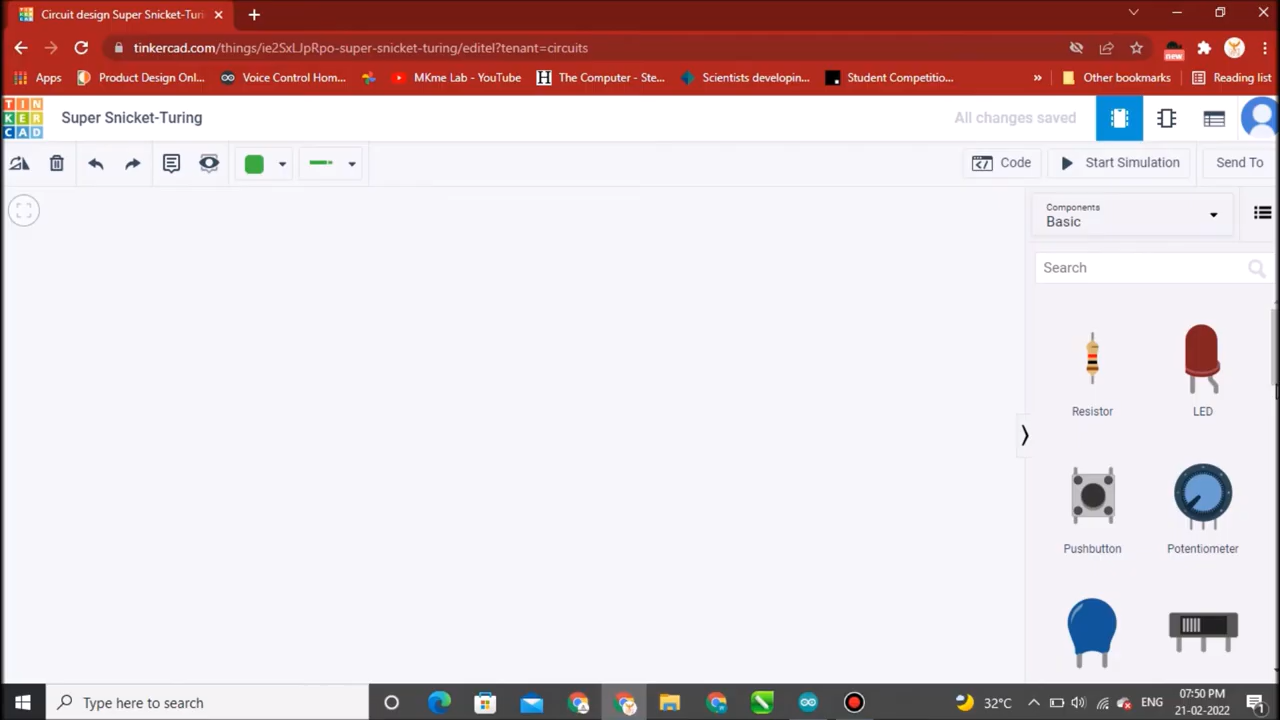 Circuit design Super Snicket-Turi
tinkercad.com/things/ie2SxLJpRpo-super-snicket-turing/editel?tenant=circuits
new
Apps
Product Design Onl...
Voice Control Hom...
MKme Lab - YouTube
H
The Computer - Ste...
Scientists developin...
Student Competitio...
»
Other bookmarks
Reading list
TIN
KER
CAD
Super Snicket-Turing
All changes saved
Code
Start Simulation
Send To
Components
Basic
Search
Resistor
LED
Pushbutton
Potentiometer
Type here to search
32°C
ENG
07:50 PM
21-02-2022
1